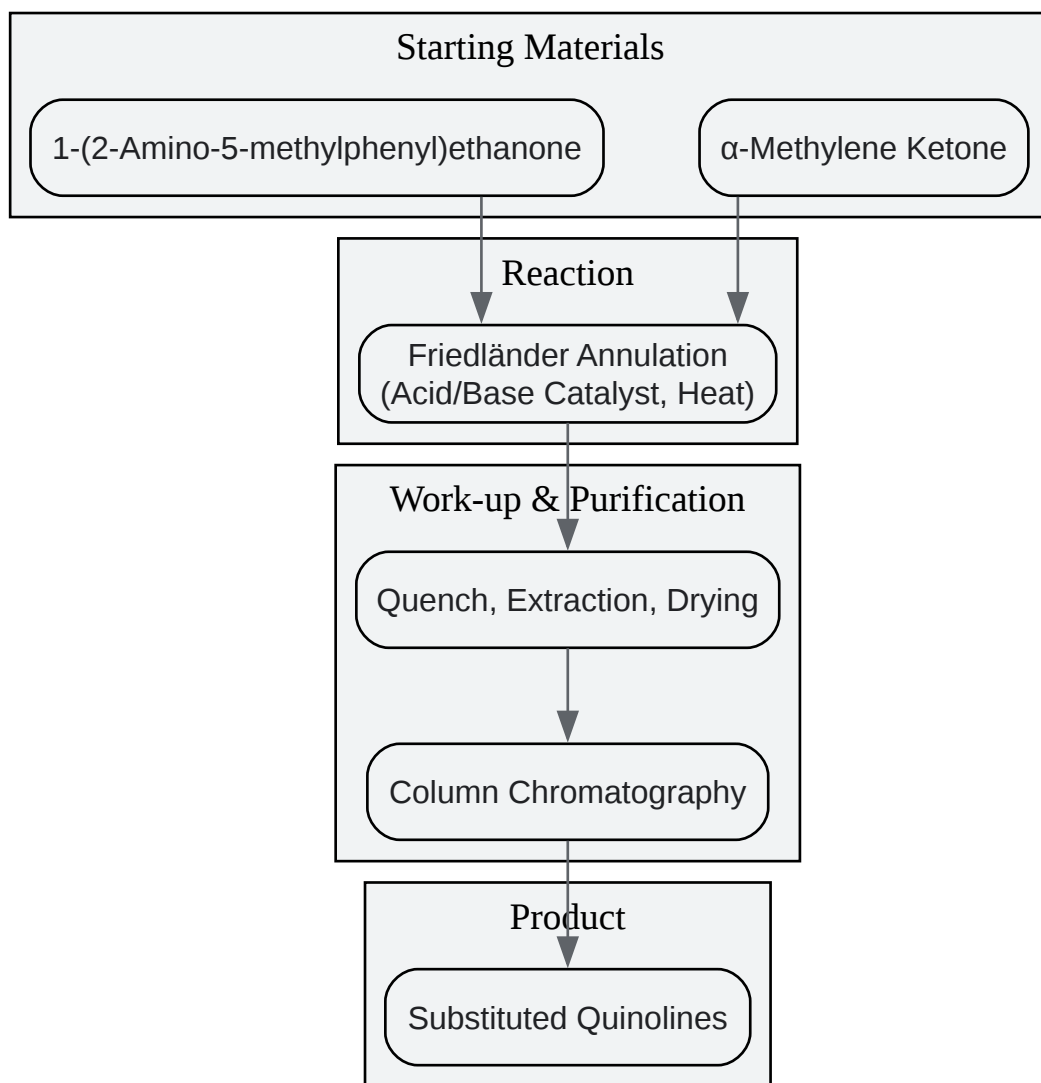 Starting Materials
1-(2-Amino-5-methylphenyl)ethanone
α-Methylene Ketone
Reaction
Friedländer Annulation
(Acid/Base Catalyst, Heat)
Work-up & Purification
Quench, Extraction, Drying
Column Chromatography
Product
Substituted Quinolines